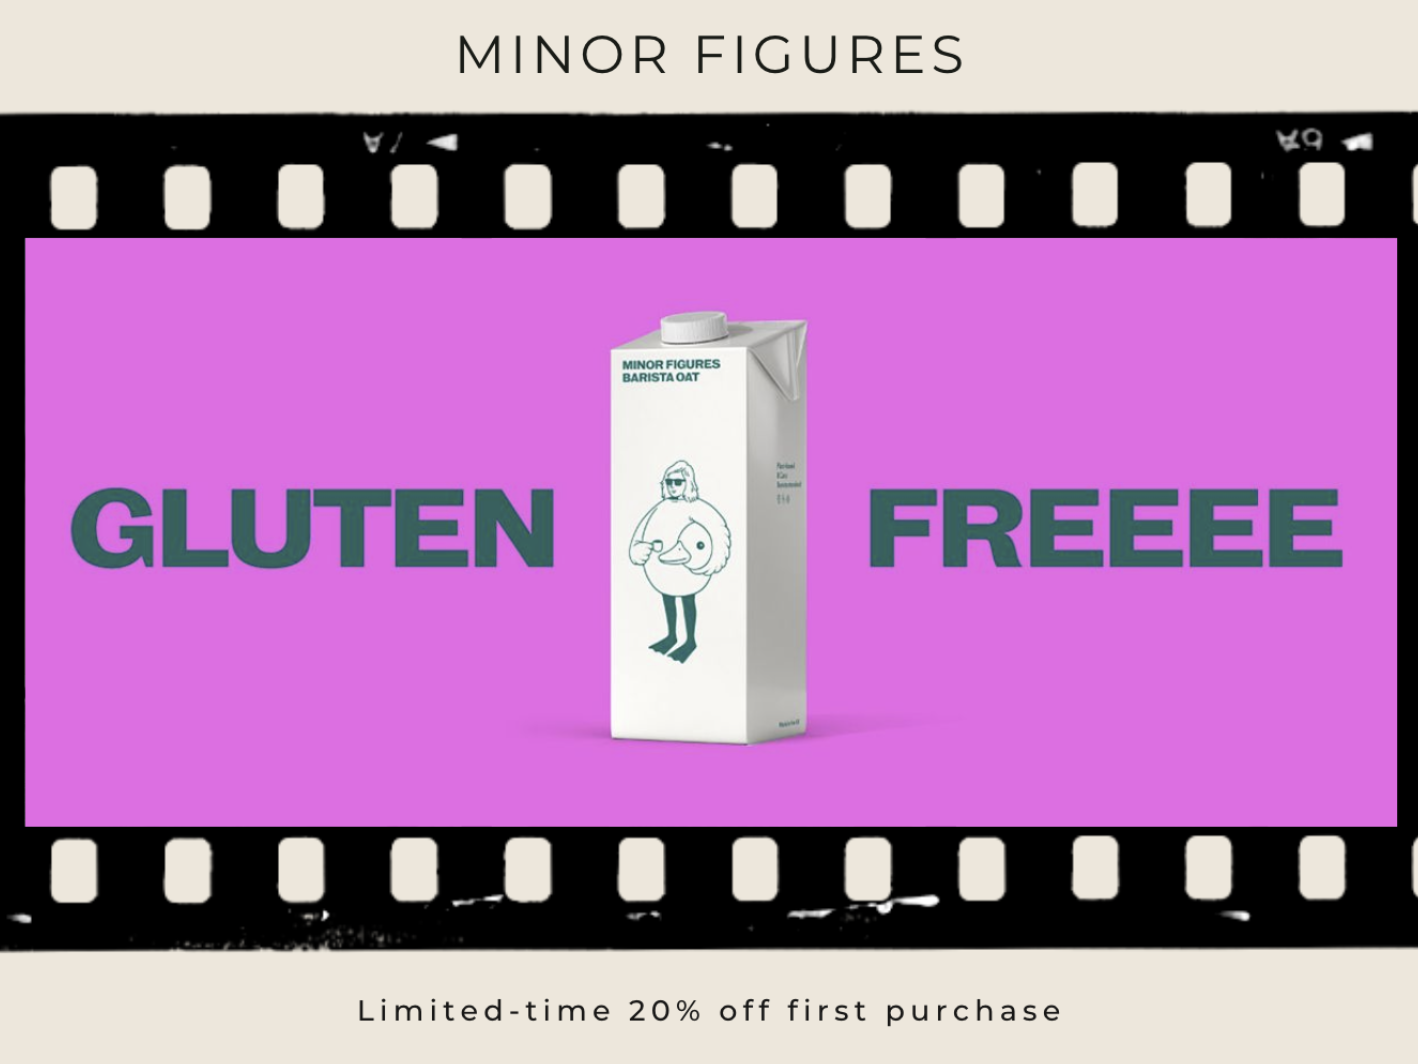 MINOR FIGURES
MINOR FIGURES
BARISTA OAT
GLUTEN
FREEEE
Limited-time 20% off first purchase